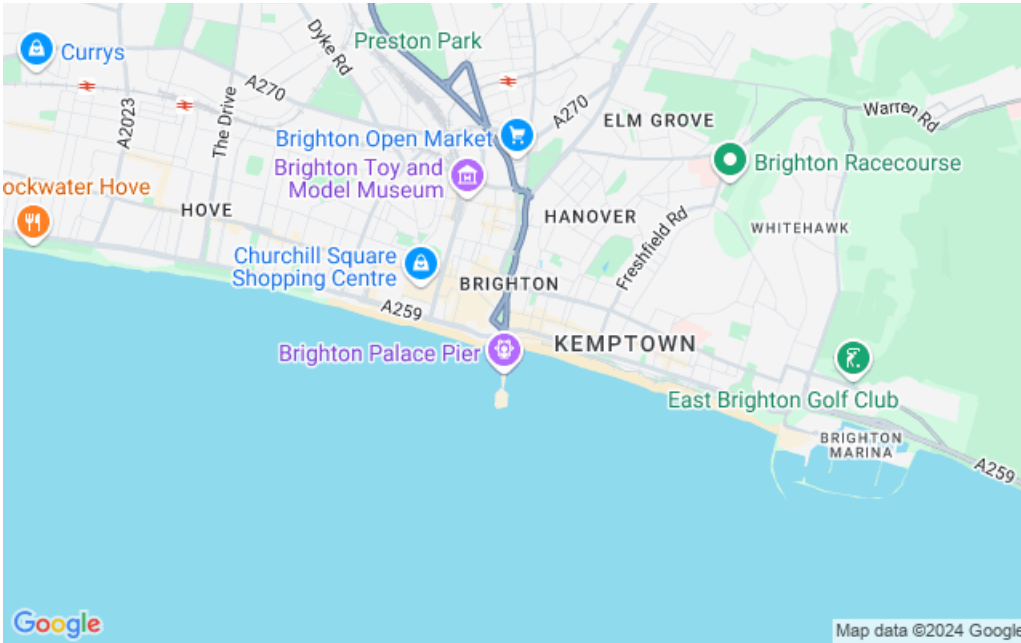 Preston Park
Dyke Rd
Currys
A270
A2023
The Drive
A270
Warren Rd
ELM GROVE
Brighton Open Market
Brighton Toy and
Model Museum
Brighton Racecourse
ockwater Hove
HOVE
HANOVER
WHITEHAWK
Freshfield Rd
Churchill Square
Shopping Centre
BRIGHTON
A259
KEMPTOWN
Brighton Palace Pier
East Brighton Golf Club
BRIGHTON
MARINA
A259
Google
Map data ©2024 Google